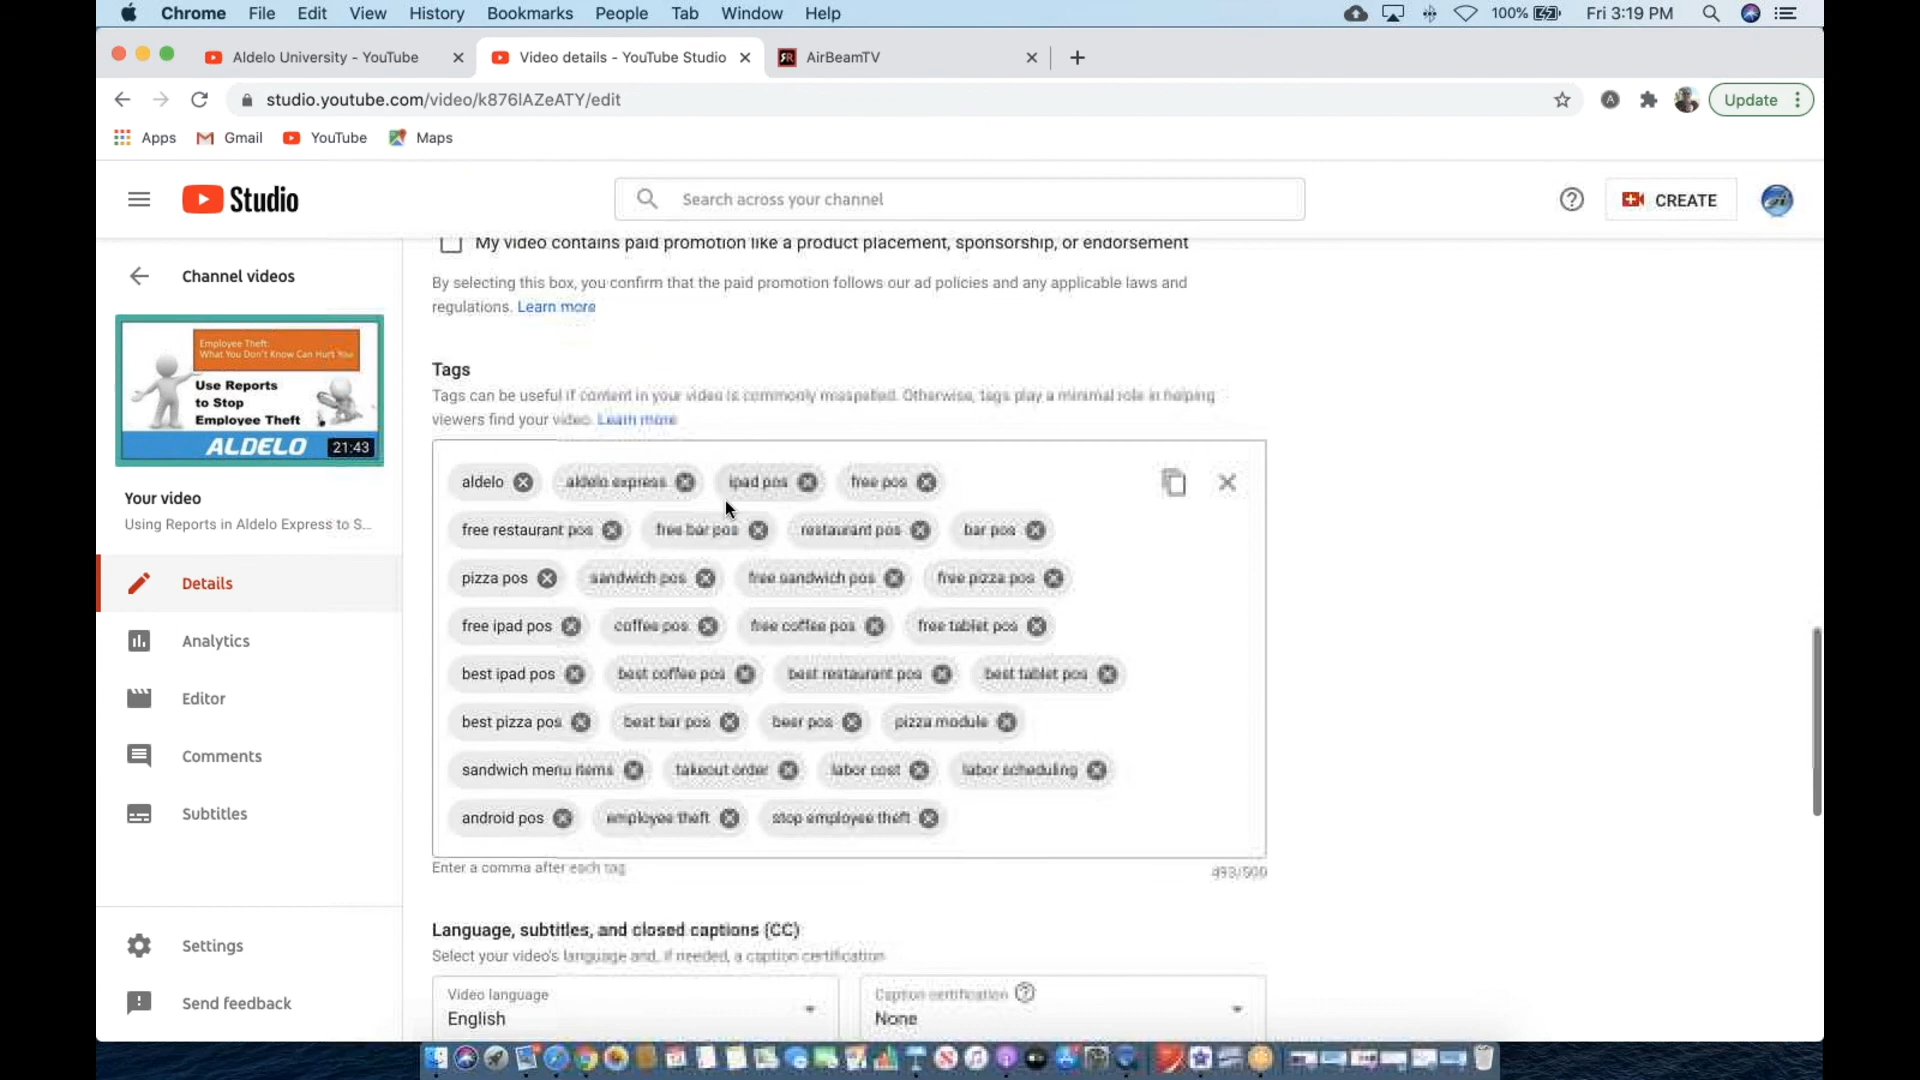 Chrome File Edit View History Bookmarks People Tab Window Help 100% Fri 3:19 PM
Aldelo University - YouTube Video details - YouTube Studio AirBeamTV
studio.youtube.com/video/k876lAZeATY/edit Update
Apps Gmail YouTube Maps
Studio Search across your channel CREATE
My video contains paid promotion like a product placement, sponsorship, or endorsement
Channel videos
By selecting this box, you confirm that the paid promotion follows our ad policies and any applicable laws and
regulations. Learn more
Employee Theft:
What You Don't Know Can Hurt You
Use Reports
to Stop
Employee Theft
ALDELO 21:43
Your video
Using Reports in Aldelo Express to S...
Details
Analytics
Editor
Comments
Subtitles
Settings
Send feedback
Tags
Tags can be useful if content in your video is commonly misspelled. Otherwise, tags play a minimal role in helping
viewers find your video. Learn more
aldelo aldelo express ipad pos free pos
free restaurant pos free bar pos restaurant pos bar pos
pizza pos sandwich pos free sandwich pos free pizza pos
free ipad pos coffee pos free coffee pos free tablet pos
best ipad pos best coffee pos best restaurant pos best tablet pos
best pizza pos best bar pos beer pos pizza module
sandwich menu items takeout order labor cost labor scheduling
android pos employee theft stop employee theft
Enter a comma after each tag 493/500
Language, subtitles, and closed captions (CC)
Select your video's language and, if needed, a caption certification
Video language Caption certification
English None